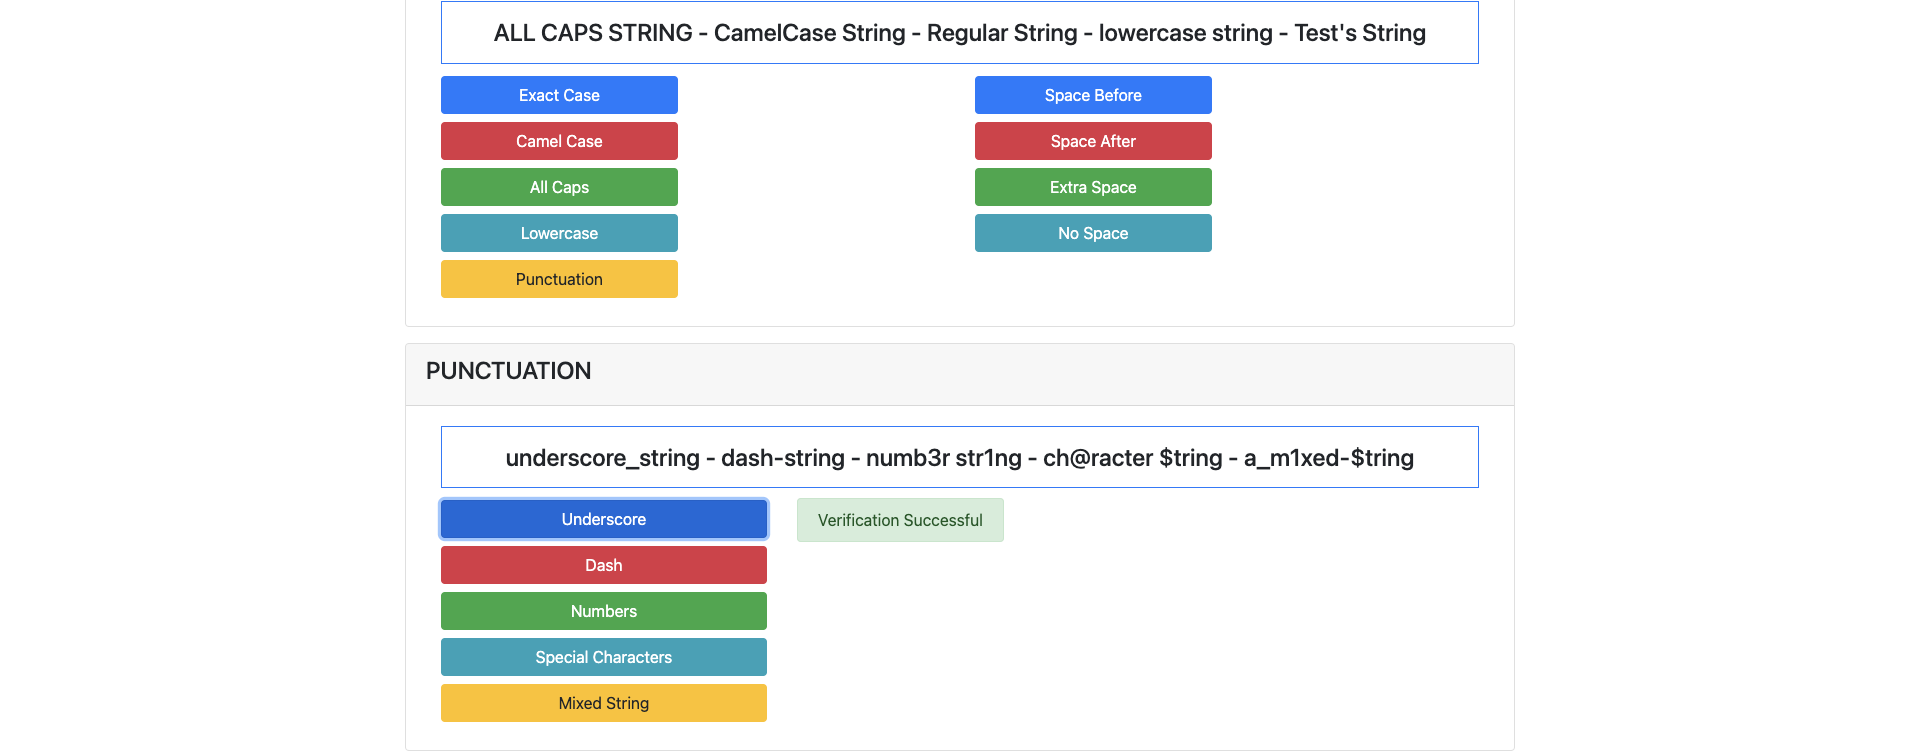 ALL CAPS STRING - CamelCase String - Regular String - lowercase string - Test's String
Exact Case
Space Before
Camel Case
Space After
All Caps
Extra Space
Lowercase
No Space
Punctuation
PUNCTUATION
underscore_string - dash-string - numb3r str1ng - ch@racter $tring - a_m1xed-$tring
Underscore
Verification Successful
Dash
Numbers
Special Characters
Mixed String